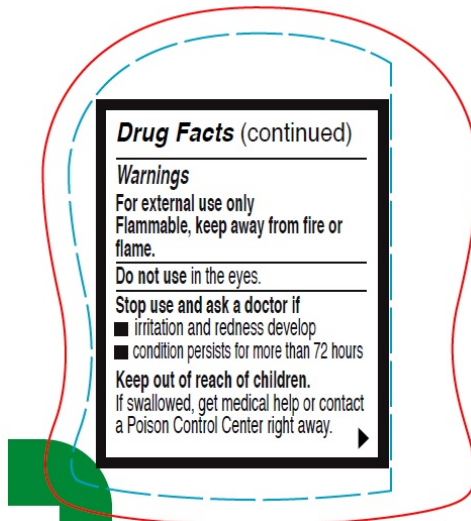 Drug Facts (continued)
Warnings
For external use only
Flammable, keep away from fire or
flame.
Do not use in the eyes.
Stop use and ask a doctor if
■ irritation and redness develop
■ condition persists for more than 72 hours
Keep out of reach of children.
If swallowed, get medical help or contact
a Poison Control Center right away.